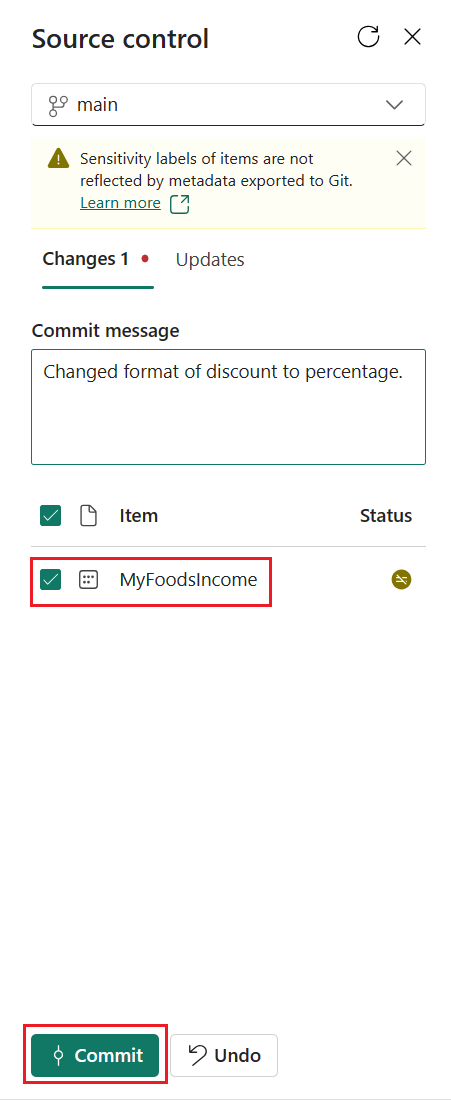 Source control
main
Sensitivity labels of items are not
reflected by metadata exported to Git.
Learn more
Changes 1 Updates
Commit message
Changed format of discount to percentage.
Item Status
MyFoodsIncome
Commit Undo